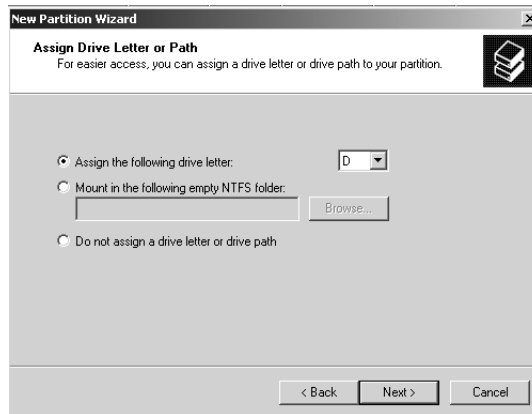 New Partition Wizard
Assign Drive Letter or Path
For easier access, you can assign a drive letter or drive path to your partition.
Assign the following drive letter: D
Mount in the following empty NTFS folder:
Browse...
Do not assign a drive letter or drive path
< Back Next > Cancel